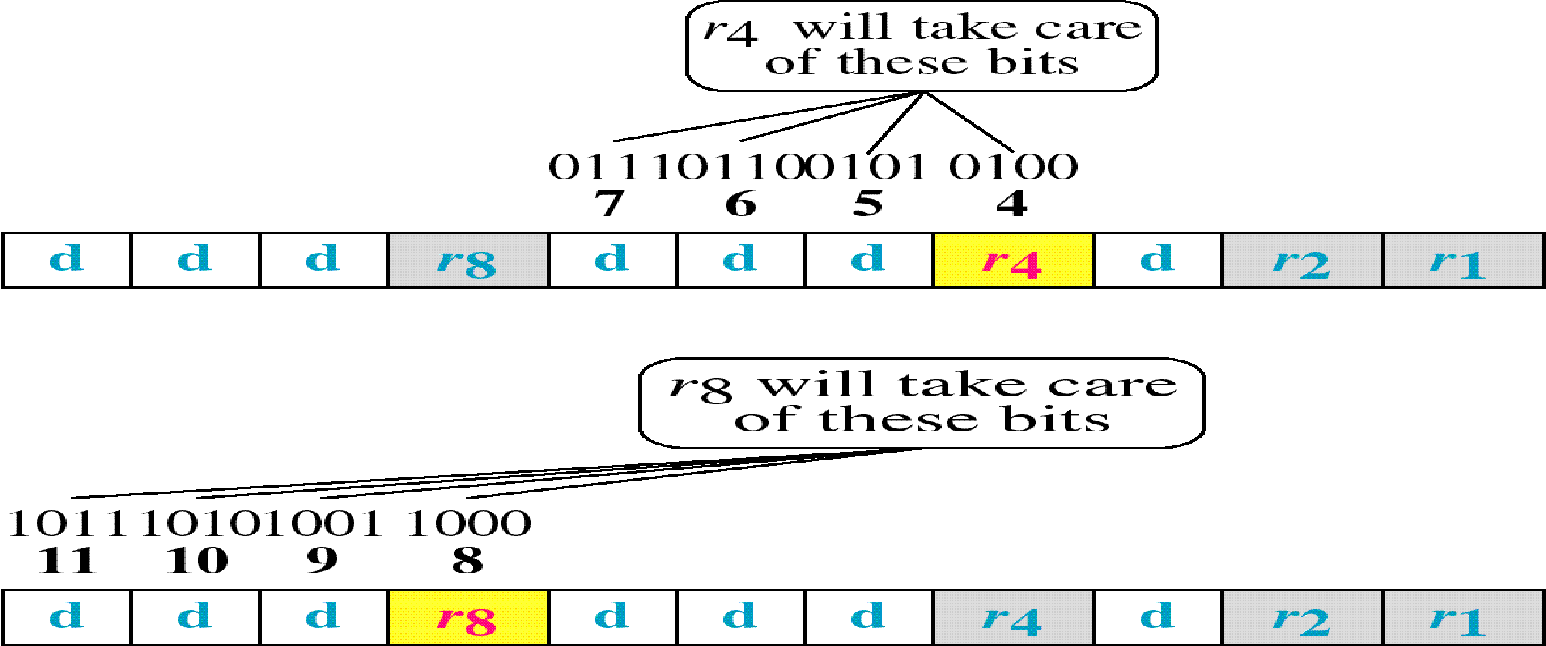 r4 will take care
of these bits
0111 0110 0101 0100
7 6 5 4
d d d r8 d d d r4 d r2 r1
r8 will take care
of these bits
1011 1010 1001 1000
11 10 9 8
d d d r8 d d d r4 d r2 r1